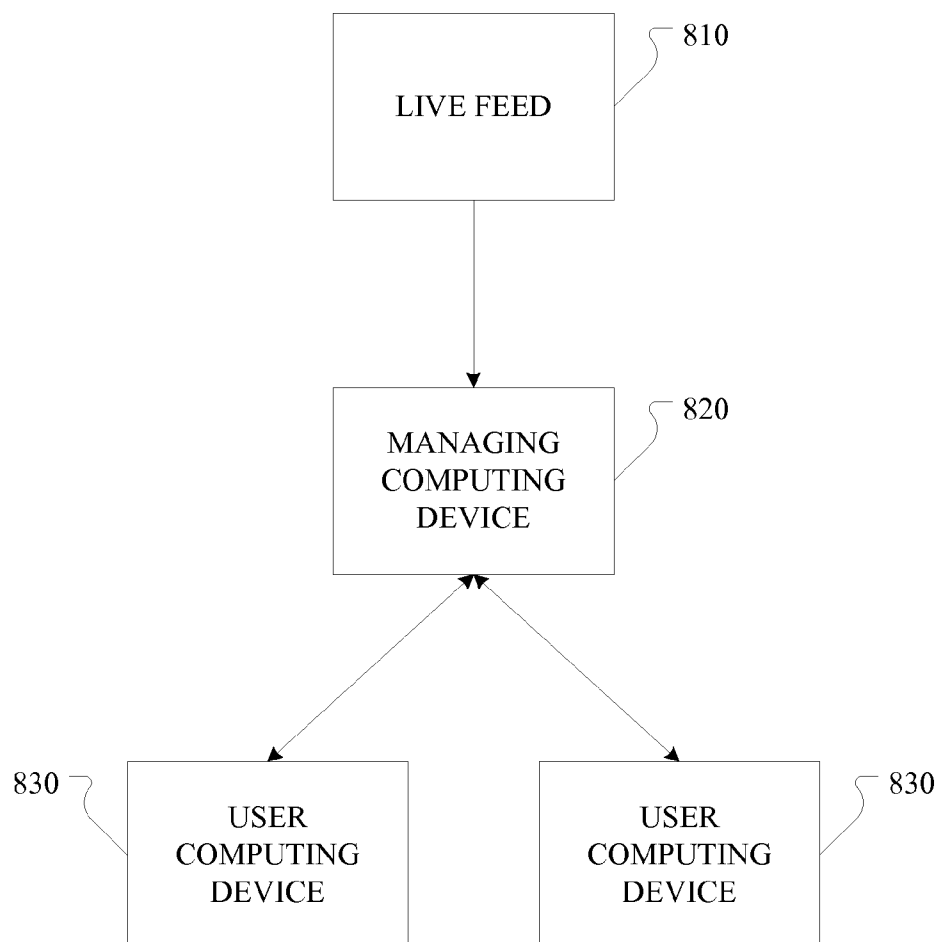 810
LIVE FEED
820
MANAGING
COMPUTING
DEVICE
830
USER
COMPUTING
DEVICE
830
USER
COMPUTING
DEVICE